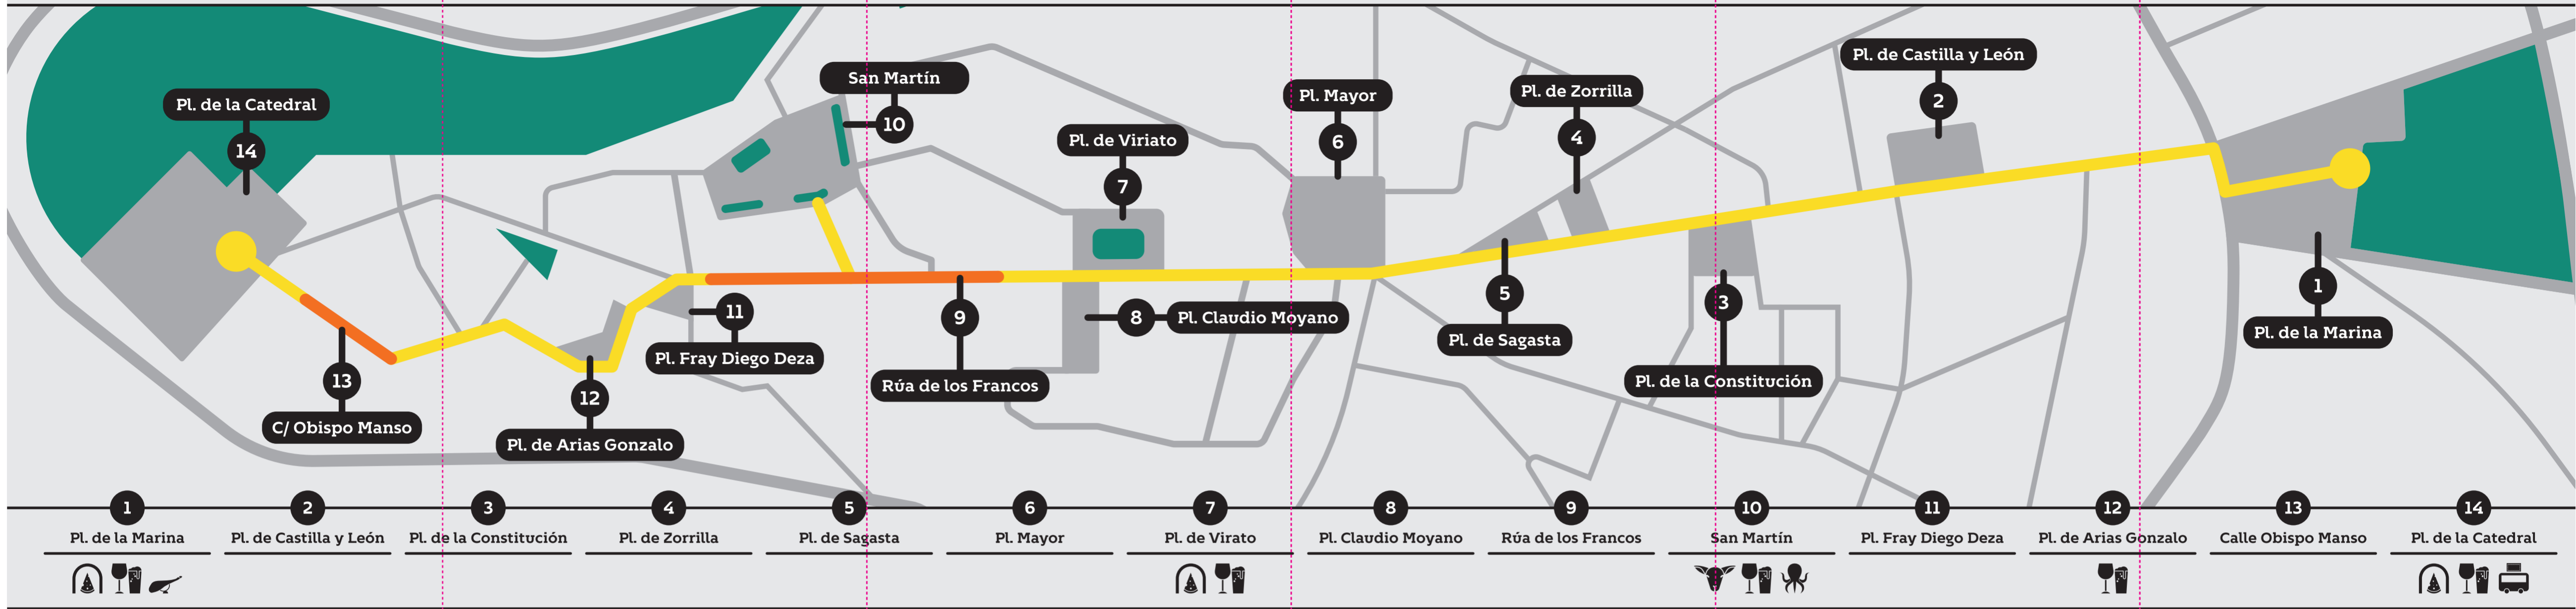 Pl. de Castilla y León
2
San Martín
10
Pl. de Zorrilla
4
Pl. Mayor
6
Pl. de la Catedral
14
Pl. de Viriato
7
1
Pl. de la Marina
5
Pl. de Sagasta
3
Pl. de la Constitución
11
Pl. Fray Diego Deza
8
Pl. Claudio Moyano
9
Rúa de los Francos
13
C/ Obispo Manso
12
Pl. de Arias Gonzalo
1 2 3 4 5 6 7 8 9 10 11 12 13 14
Pl. de la Marina Pl. de Castilla y León Pl. de la Constitución Pl. de Zorrilla Pl. de Sagasta Pl. Mayor Pl. de Virato Pl. Claudio Moyano Rúa de los Francos San Martín Pl. Fray Diego Deza Pl. de Arias Gonzalo Calle Obispo Manso Pl. de la Catedral